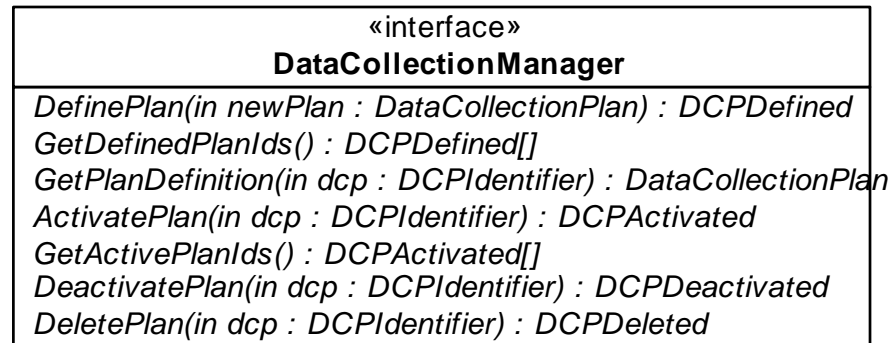 «interface»
DataCollectionManager
DefinePlan(in newPlan : DataCollectionPlan) : DCPDefined
GetDefinedPlanIds() : DCPDefined[]
GetPlanDefinition(in dcp : DCPIdentifier) : DataCollectionPlan
ActivatePlan(in dcp : DCPIdentifier) : DCPActivated
GetActivePlanIds() : DCPActivated[]
DeactivatePlan(in dcp : DCPIdentifier) : DCPDeactivated
DeletePlan(in dcp : DCPIdentifier) : DCPDeleted